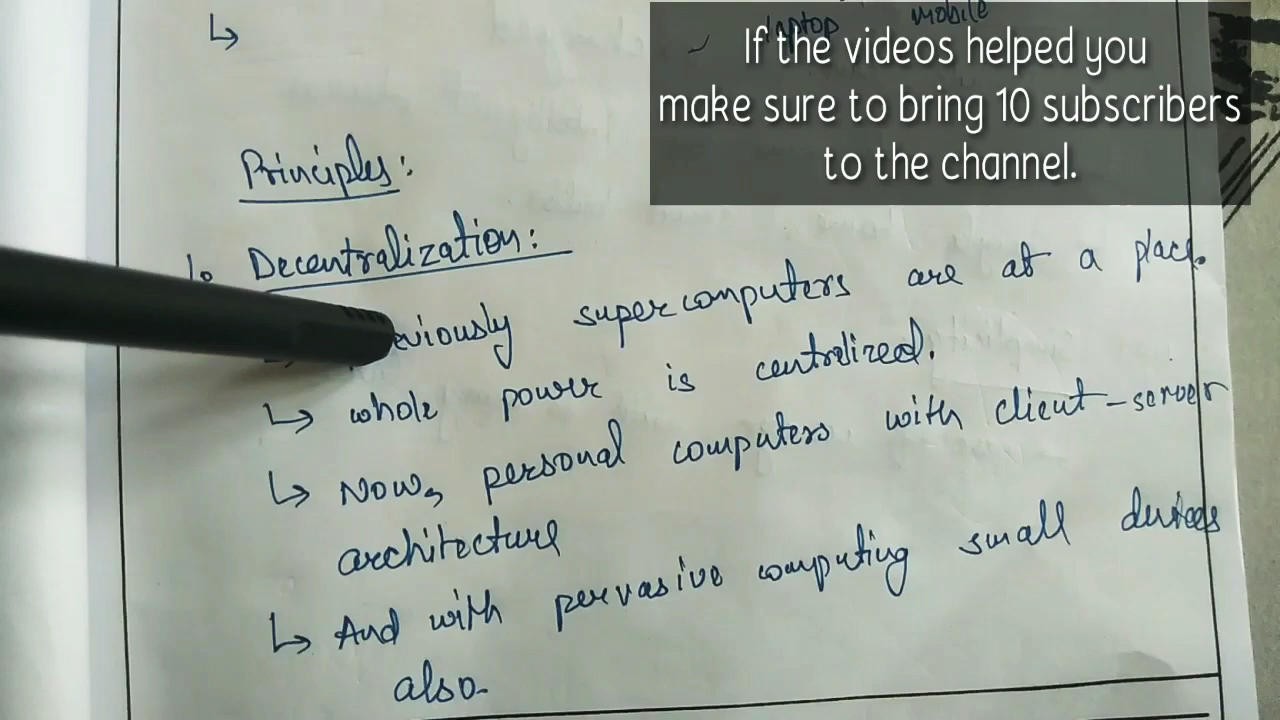 ↳
laptop mobile
If the videos helped you
make sure to bring 10 subscribers
to the channel.
Principles:
1. Decentralization:
↳ eviously supercomputers are at a place.
↳ whole power is centralized.
↳ Now, personal computers with client-server
architecture
↳ And with pervasive computing small devices
also.